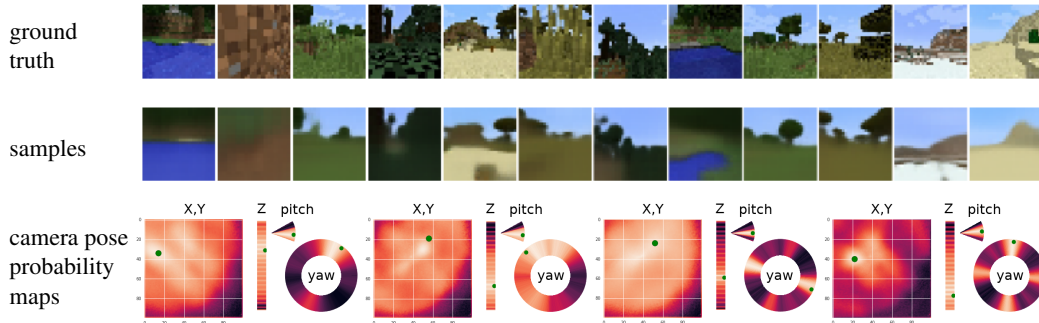 ground
truth
samples
X,Y Z pitch X,Y Z pitch X,Y Z pitch X,Y Z pitch
camera pose
probability
maps
yaw yaw yaw yaw